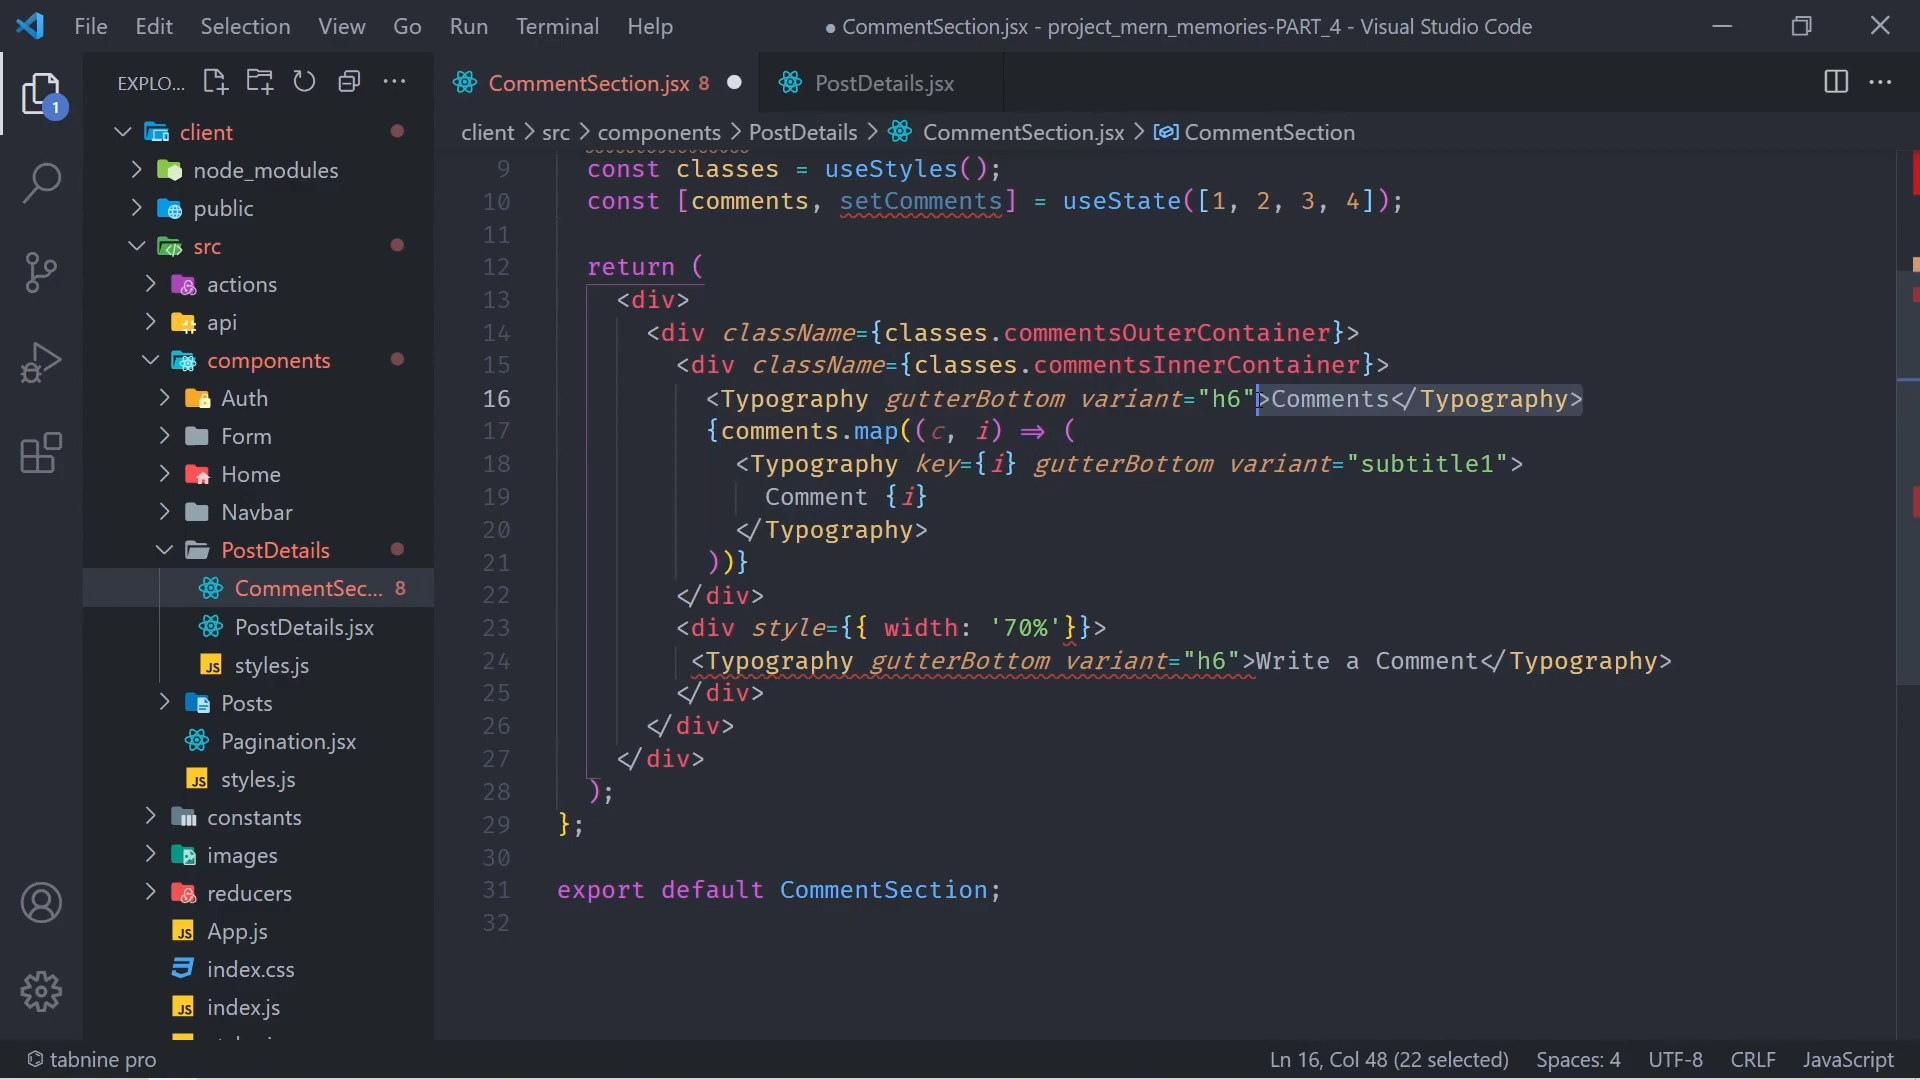 File Edit Selection View Go Run Terminal Help
● CommentSection.jsx - project_mern_memories-PART_4 - Visual Studio Code
EXPLO...
CommentSection.jsx 8
PostDetails.jsx
1
client > src > components > PostDetails > CommentSection.jsx > CommentSection
client
node_modules
public
src
actions
api
components
Auth
Form
Home
Navbar
PostDetails
CommentSec... 8
PostDetails.jsx
styles.js
Posts
Pagination.jsx
styles.js
constants
images
reducers
App.js
index.css
index.js
9 const classes = useStyles();
10 const [comments, setComments] = useState([1, 2, 3, 4]);
11
12 return (
13 <div>
14 <div className={classes.commentsOuterContainer}>
15 <div className={classes.commentsInnerContainer}>
16 <Typography gutterBottom variant="h6">Comments</Typography>
17 {comments.map((c, i) => (
18 <Typography key={i} gutterBottom variant="subtitle1">
19 Comment {i}
20 </Typography>
21 ))}
22 </div>
23 <div style={{ width: '70%'}}>
24 <Typography gutterBottom variant="h6">Write a Comment</Typography>
25 </div>
26 </div>
27 </div>
28 );
29 };
30
31 export default CommentSection;
32
tabnine pro
Ln 16, Col 48 (22 selected) Spaces: 4 UTF-8 CRLF JavaScript